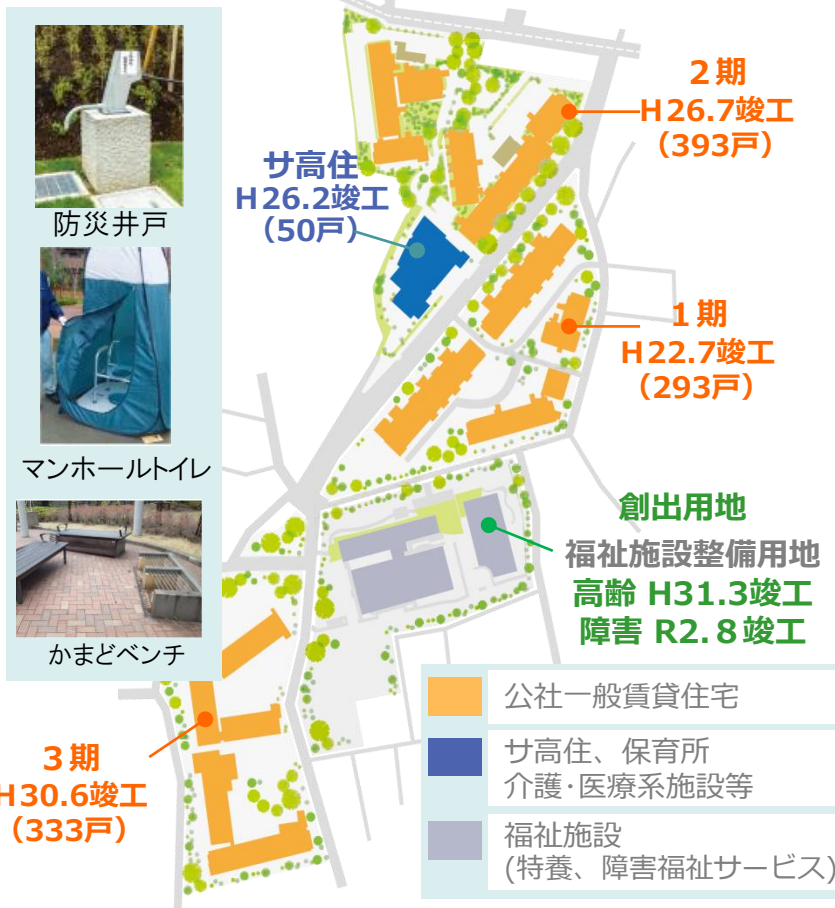 防災井戸
マンホールトイレ
かまどベンチ
２期
H26.7竣工
（393戸）
サ高住
H26.2竣工
（50戸）
１期
H22.7竣工
（293戸）
創出用地
福祉施設整備用地
高齢 H31.3竣工
障害 R2.８竣工
３期
H30.6竣工
（333戸）
公社一般賃貸住宅
サ高住、保育所
介護・医療系施設等
福祉施設
(特養、障害福祉サービス)